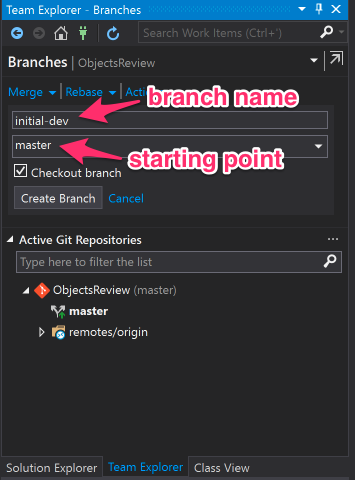 Team Explorer - Branches
Search Work Items (Ctrl+')
Branches | ObjectsReview
Merge Rebase Acti
branch name
initial-dev
master
starting point
Checkout branch
Create Branch Cancel
Active Git Repositories
Type here to filter the list
ObjectsReview (master)
master
remotes/origin
Solution Explorer Team Explorer Class View